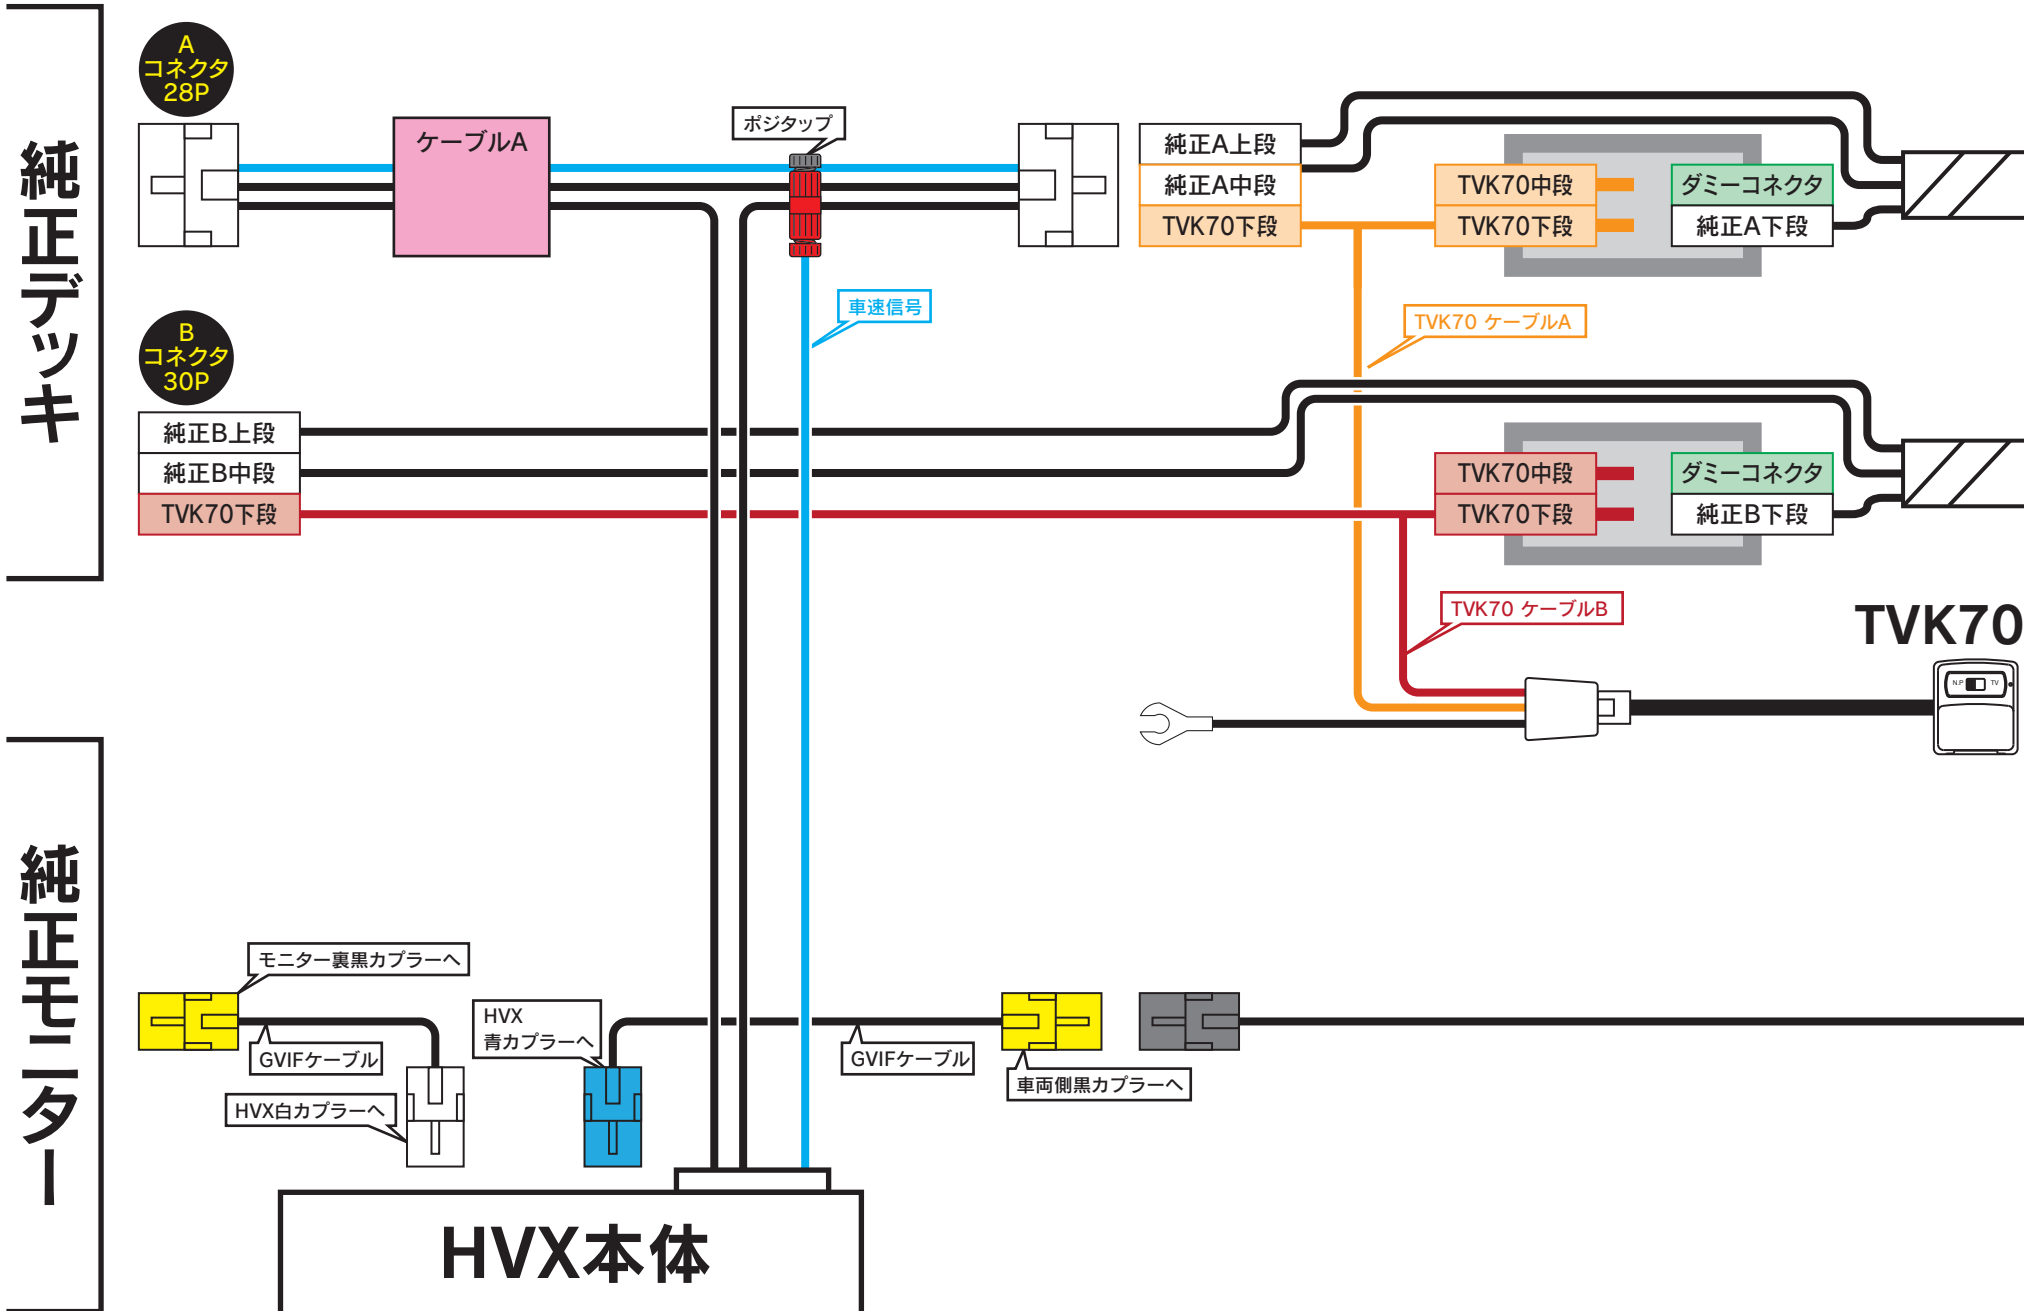 純正デッキ
A
コネクタ
28P
ケーブルA
ポジタップ
純正A上段
純正A中段
TVK70下段
TVK70中段
TVK70下段
ダミーコネクタ
純正A下段
車速信号
TVK70 ケーブルA
B
コネクタ
30P
純正B上段
純正B中段
TVK70下段
TVK70中段
TVK70下段
ダミーコネクタ
純正B下段
TVK70 ケーブルB
TVK70
N.P
TV
純正モニター
モニター裏黒カプラーへ
GVIFケーブル
HVX白カプラーへ
HVX
青カプラーへ
GVIFケーブル
車両側黒カプラーへ
HVX本体